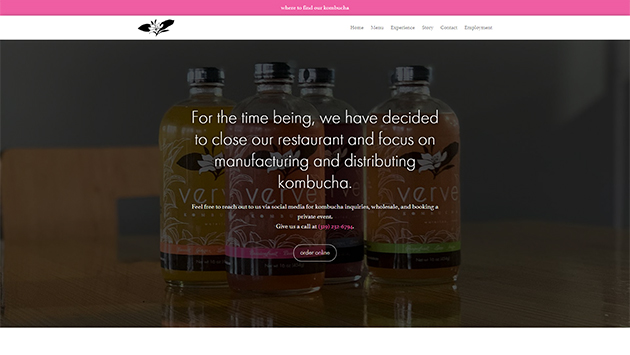 where to find our kombucha
Home Menu Experience Story Contact Employment
For the time being, we have decided
to close our restaurant and focus on
manufacturing and distributing
kombucha.
Feel free to reach out to us via social media for kombucha inquiries, wholesale, and booking a
private event.
Give us a call at (319) 232-6794.
order online
verve verve verve